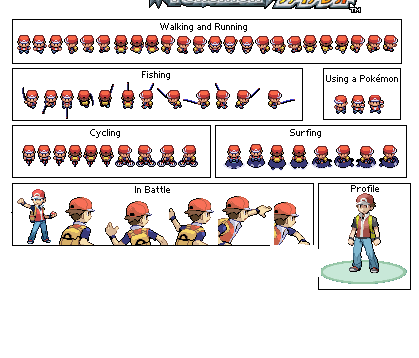 Walking and Running
Fishing
Using a Pokémon
Cycling
Surfing
In Battle
Profile